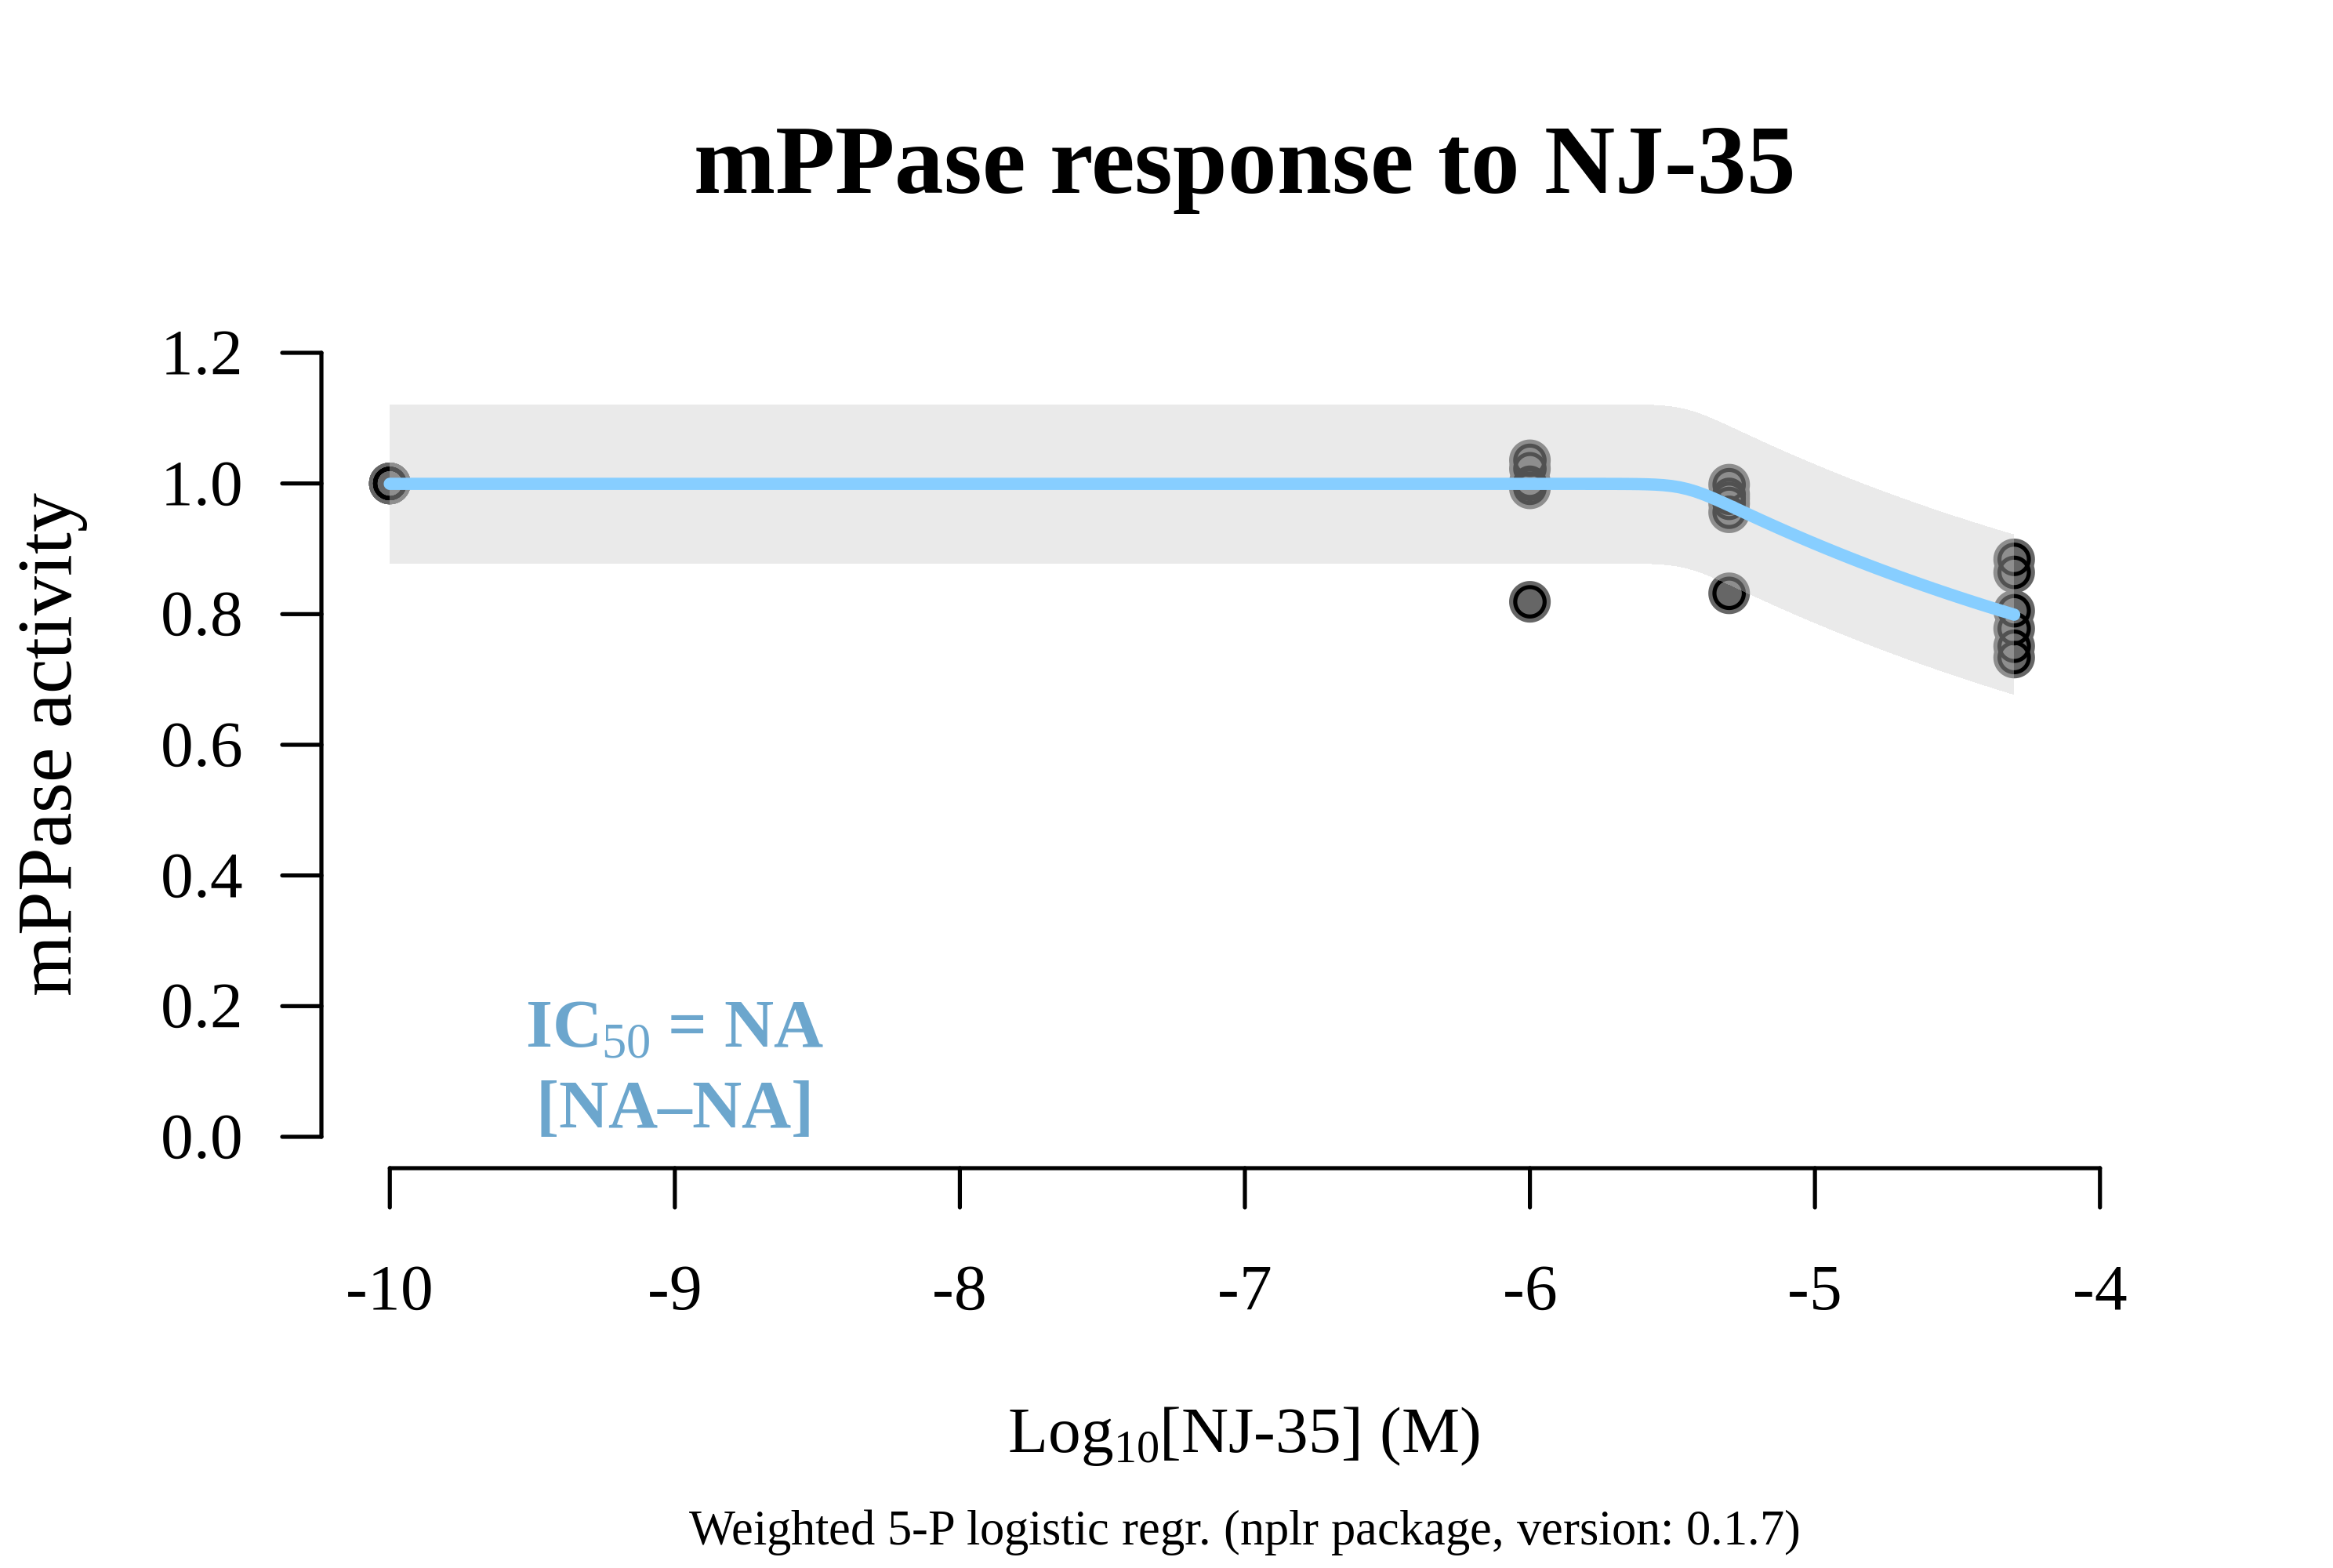 mPPase response to NJ-35
mPPase activity
1.2
1.0
0.8
0.6
0.4
0.2
0.0
IC50 = NA
[NA–NA]
-10 -9 -8 -7 -6 -5 -4
Log10[NJ-35] (M)
Weighted 5-P logistic regr. (nplr package, version: 0.1.7)